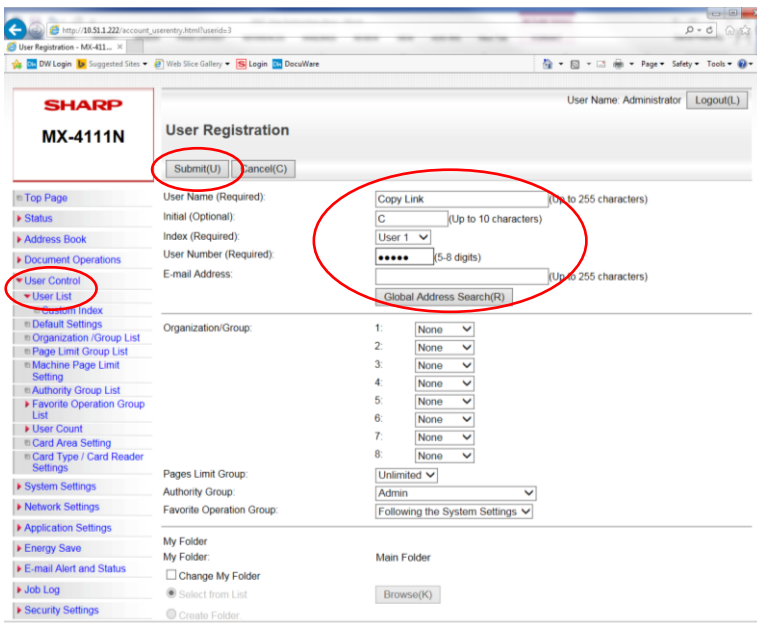 http://10.51.1.222/account_userentry.html?userid=3
User Registration - MX-411...
DW Login Suggested Sites Web Slice Gallery Login DocuWare Page Safety Tools
SHARP
MX-4111N
User Name: Administrator Logout(L)
User Registration
Submit(U) Cancel(C)
Top Page
Status
Address Book
Document Operations
User Control
User List
Custom Index
Default Settings
Organization /Group List
Page Limit Group List
Machine Page Limit
Setting
Authority Group List
Favorite Operation Group
List
User Count
Card Area Setting
Card Type / Card Reader
Settings
System Settings
Network Settings
Application Settings
Energy Save
E-mail Alert and Status
Job Log
Security Settings
User Name (Required): Copy Link (Up to 255 characters)
Initial (Optional): C (Up to 10 characters)
Index (Required): User 1
User Number (Required): ●●●●● (5-8 digits)
E-mail Address: (Up to 255 characters)
Global Address Search(R)
Organization/Group: 1: None
2: None
3: None
4: None
5: None
6: None
7: None
8: None
Pages Limit Group: Unlimited
Authority Group: Admin
Favorite Operation Group: Following the System Settings
My Folder
My Folder: Main Folder
Change My Folder
Select from List Browse(K)
Create Folder.